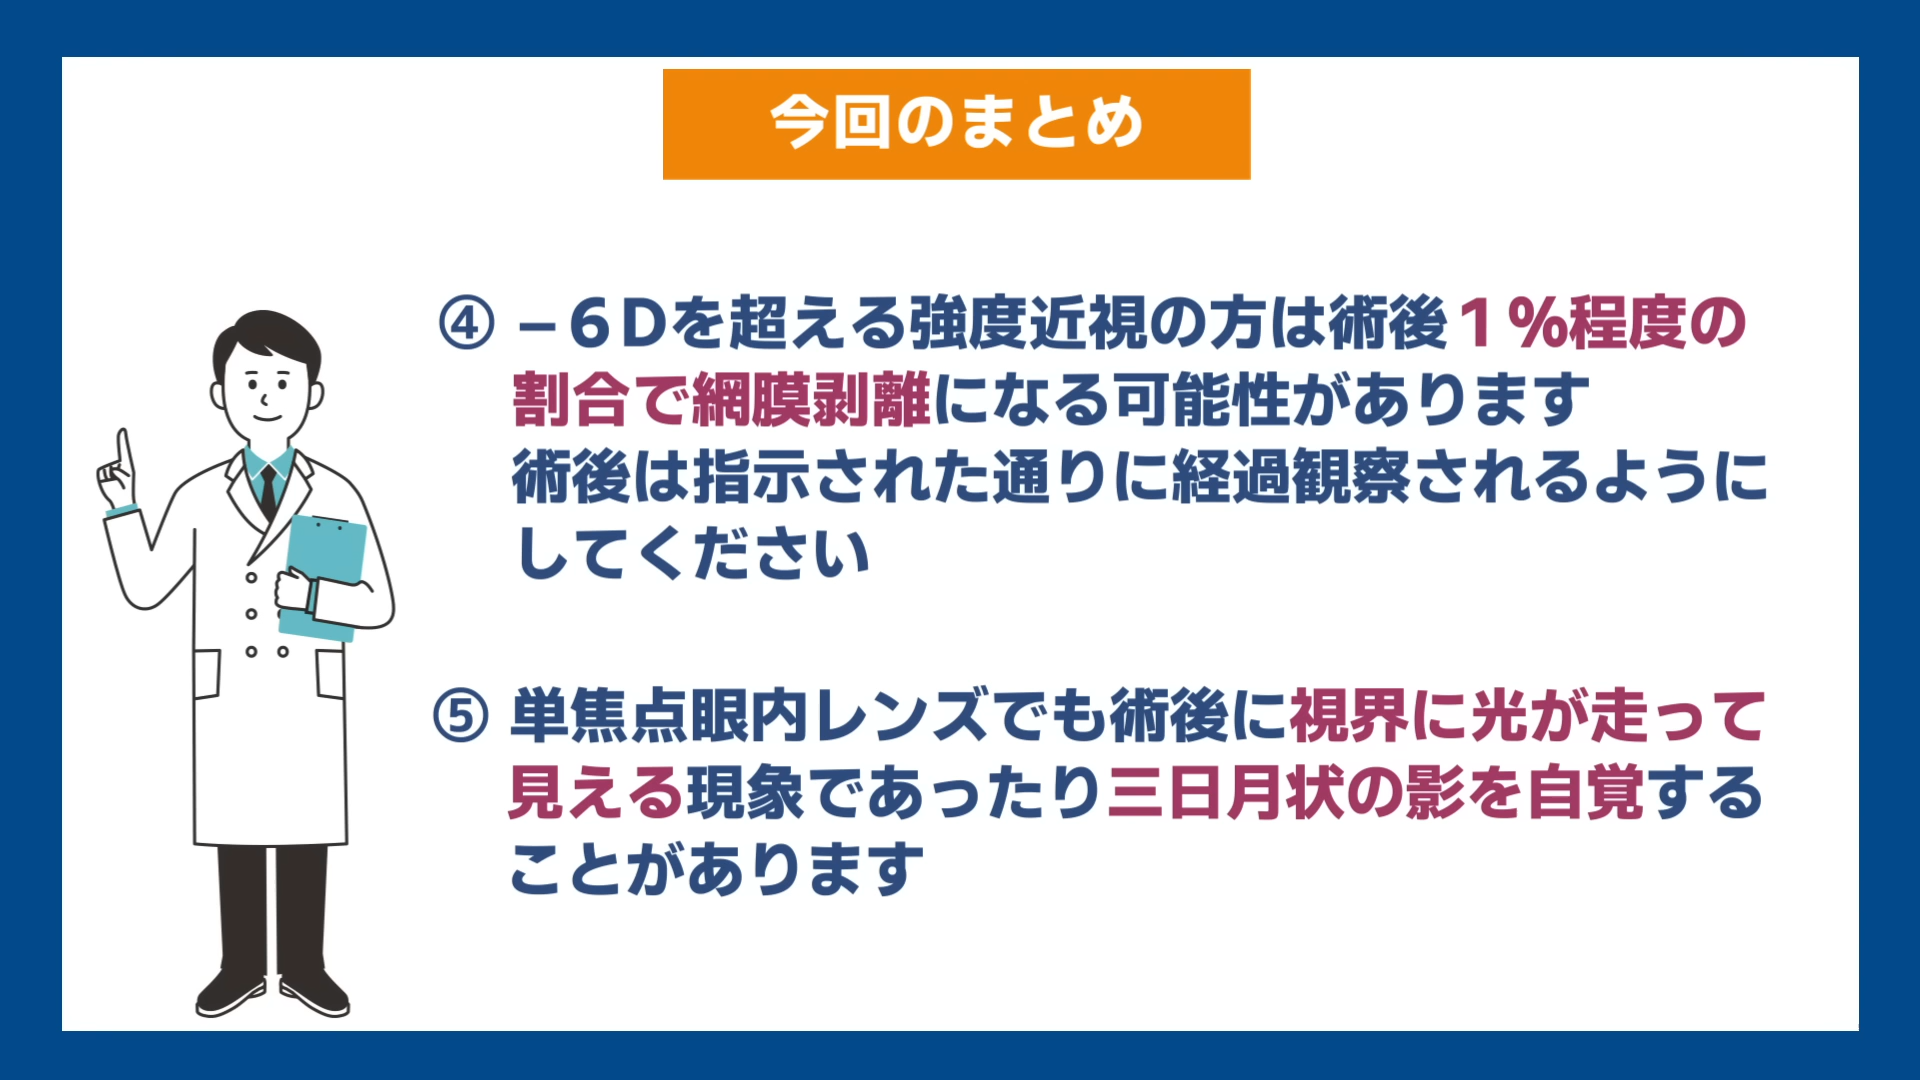 今回のまとめ
④ −６Dを超える強度近視の方は術後１％程度の
割合で網膜剥離になる可能性があります
術後は指示された通りに経過観察されるように
してください
⑤ 単焦点眼内レンズでも術後に視界に光が走って
見える現象であったり三日月状の影を自覚する
ことがあります